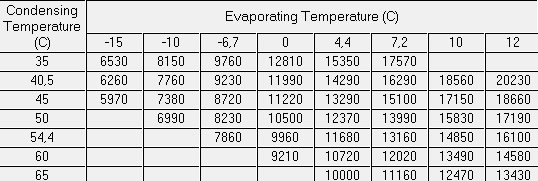 Condensing Temperature (C) Evaporating Temperature (C)
-15 -10 -6,7 0 4,4 7,2 10 12
35 6530 8150 9760 12810 15350 17570
40,5 6260 7760 9230 11990 14290 16290 18560 20230
45 5970 7380 8720 11220 13290 15100 17150 18660
50 6990 8230 10500 12370 13990 15830 17190
54,4 7860 9960 11680 13160 14850 16100
60 9210 10720 12020 13490 14580
65 10000 11160 12470 13430